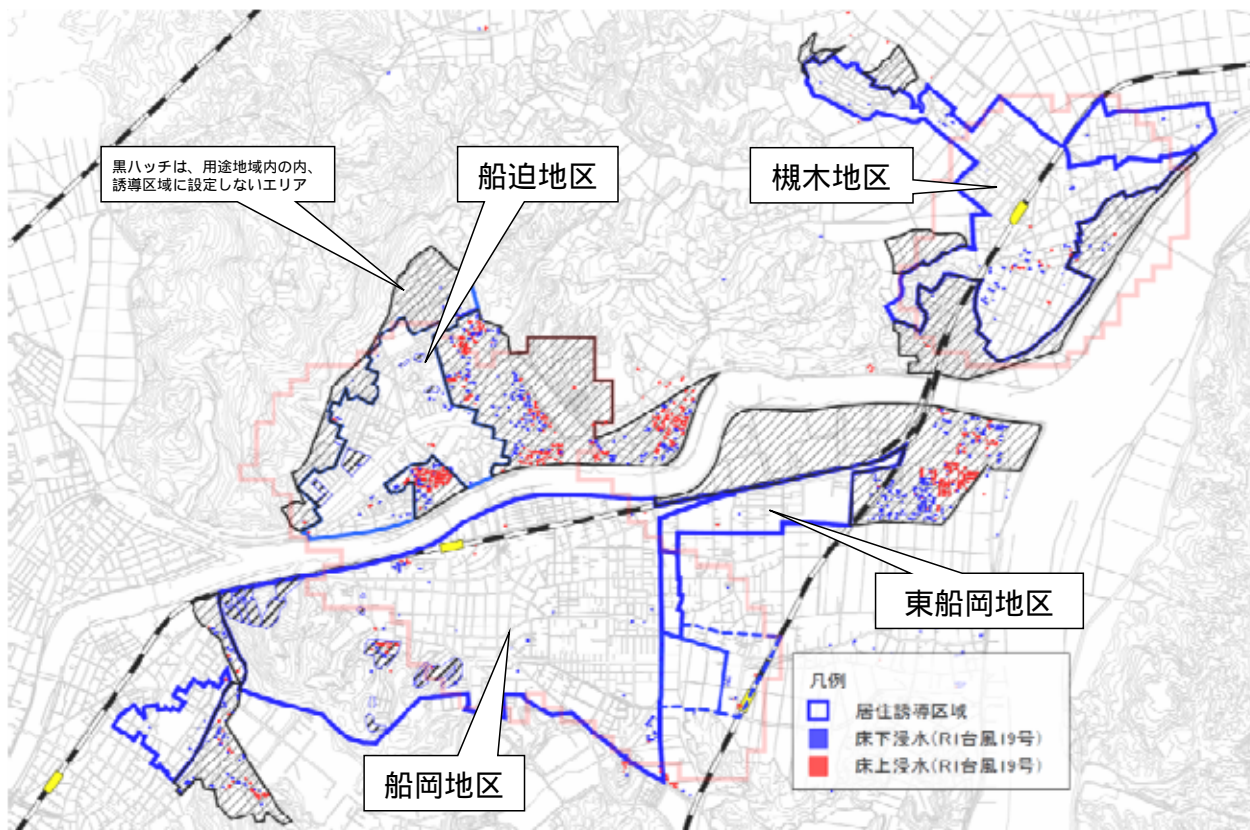 黒ハッチは、用途地域内の内、
誘導区域に設定しないエリア
船迫地区
槻木地区
東船岡地区
船岡地区
凡例
居住誘導区域
床下浸水(R1台風19号)
床上浸水(R1台風19号)